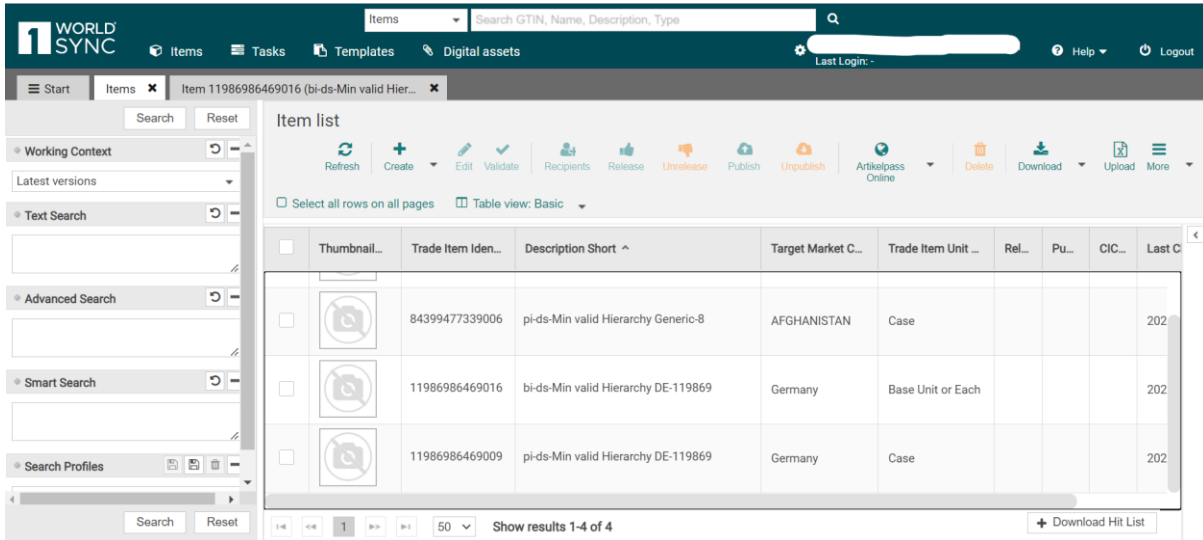 WORLD
SYNC
Items
Search GTIN, Name, Description, Type
Items
Tasks
Templates
Digital assets
Last Login: -
Help
Logout
Start
Items
Item 11986986469016 (bi-ds-Min valid Hier...
Search
Reset
Working Context
Latest versions
Text Search
Advanced Search
Smart Search
Search Profiles
Search
Reset
Item list
Refresh
Create
Edit
Validate
Recipients
Release
Unrelease
Publish
Unpublish
Artikelpass
Online
Delete
Download
Upload
More
Select all rows on all pages
Table view: Basic
Thumbnail... Trade Item Iden... Description Short Target Market C... Trade Item Unit ... Rel... Pu... CIC... Last C
84399477339006 pi-ds-Min valid Hierarchy Generic-8 AFGHANISTAN Case 202
11986986469016 bi-ds-Min valid Hierarchy DE-119869 Germany Base Unit or Each 202
11986986469009 pi-ds-Min valid Hierarchy DE-119869 Germany Case 202
1
50
Show results 1-4 of 4
Download Hit List